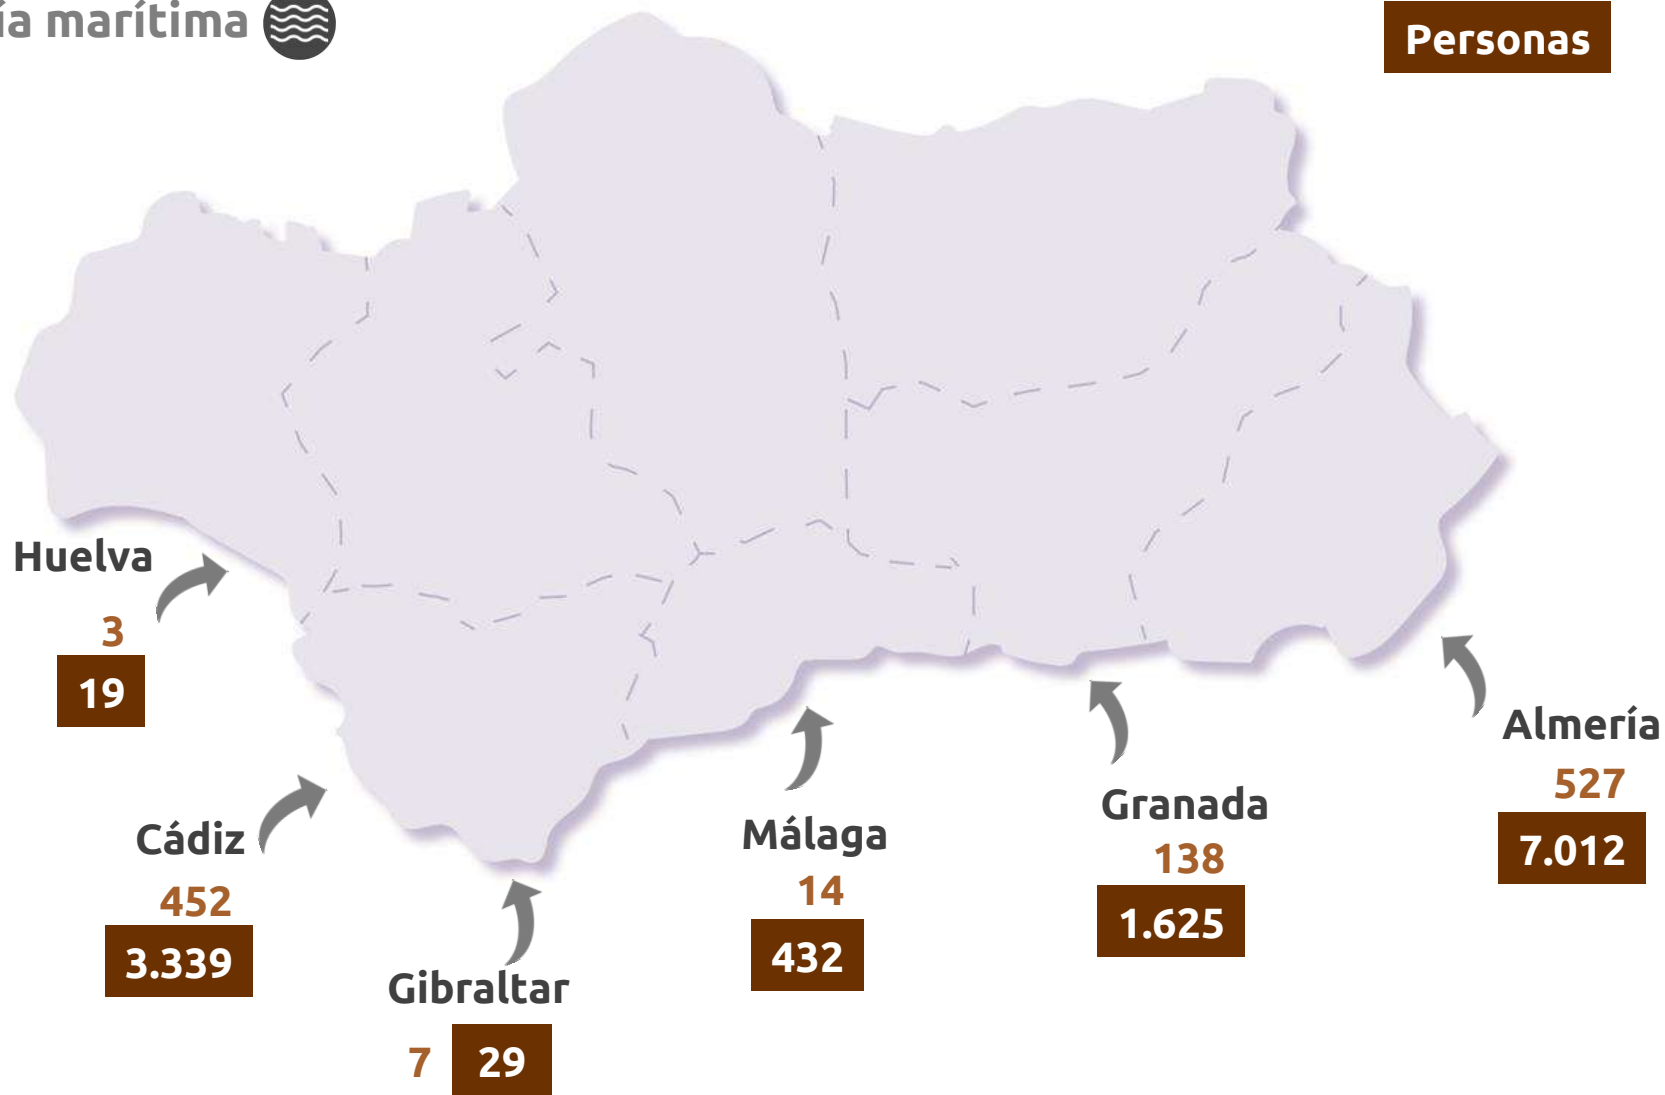 ía marítima
Personas
Huelva
3
19
Cádiz
452
3.339
Gibraltar
7 29
Málaga
14
432
Granada
138
1.625
Almería
527
7.012